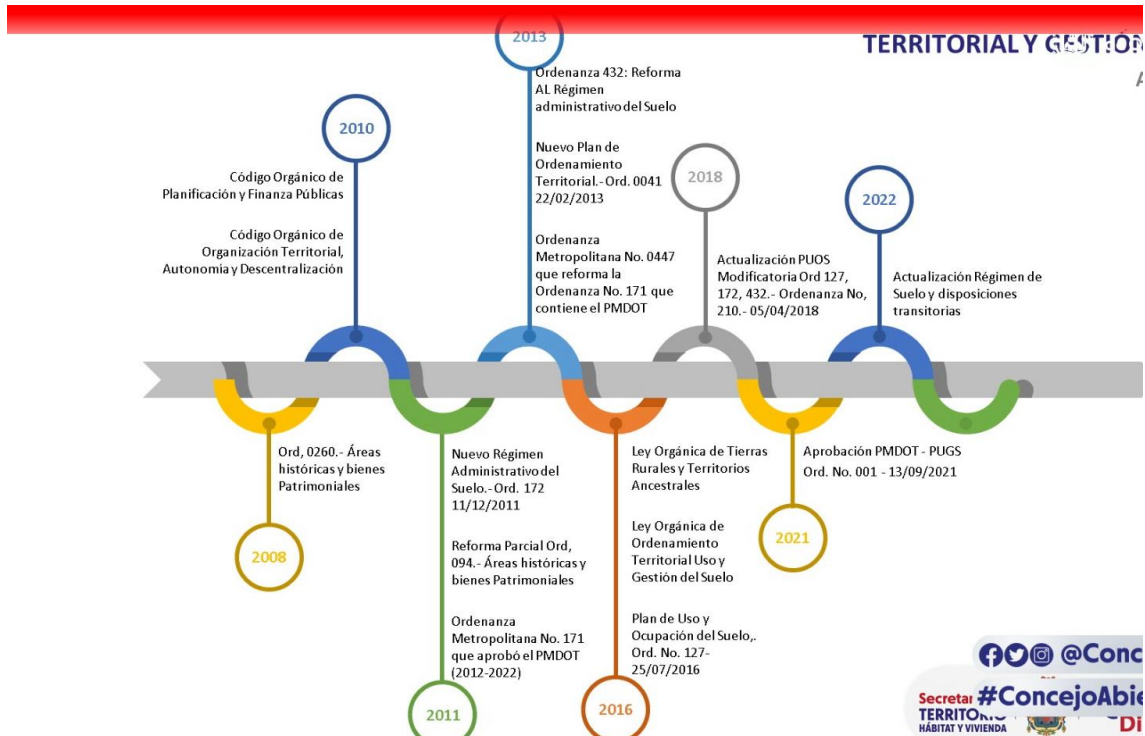 TERRITORIAL Y GESTIÓN
2013
Ordenanza 432: Reforma
AL Régimen
administrativo del Suelo
Nuevo Plan de
Ordenamiento
Territorial.- Ord. 0041
22/02/2013
Ordenanza
Metropolitana No. 0447
que reforma la
Ordenanza No. 171 que
contiene el PMDOT
2010
Código Orgánico de
Planificación y Finanza Públicas
Código Orgánico de
Organización Territorial,
Autonomía y Descentralización
2018
Actualización PUOS
Modificatoria Ord 127,
172, 432.- Ordenanza No,
210.- 05/04/2018
2022
Actualización Régimen de
Suelo y disposiciones
transitorias
Ord, 0260.- Áreas
históricas y bienes
Patrimoniales
2008
Nuevo Régimen
Administrativo del
Suelo.- Ord. 172
11/12/2011
Reforma Parcial Ord,
094.- Áreas históricas y
bienes Patrimoniales
Ordenanza
Metropolitana No. 171
que aprobó el PMDOT
(2012-2022)
2011
Ley Orgánica de Tierras
Rurales y Territorios
Ancestrales
Ley Orgánica de
Ordenamiento
Territorial Uso y
Gestión del Suelo
Plan de Uso y
Ocupación del Suelo,.
Ord. No. 127-
25/07/2016
2016
Aprobación PMDOT - PUGS
Ord. No. 001 - 13/09/2021
2021
@Conc
#ConcejoAbie
Secretar
TERRITORIO
HÁBITAT Y VIVIENDA
Di